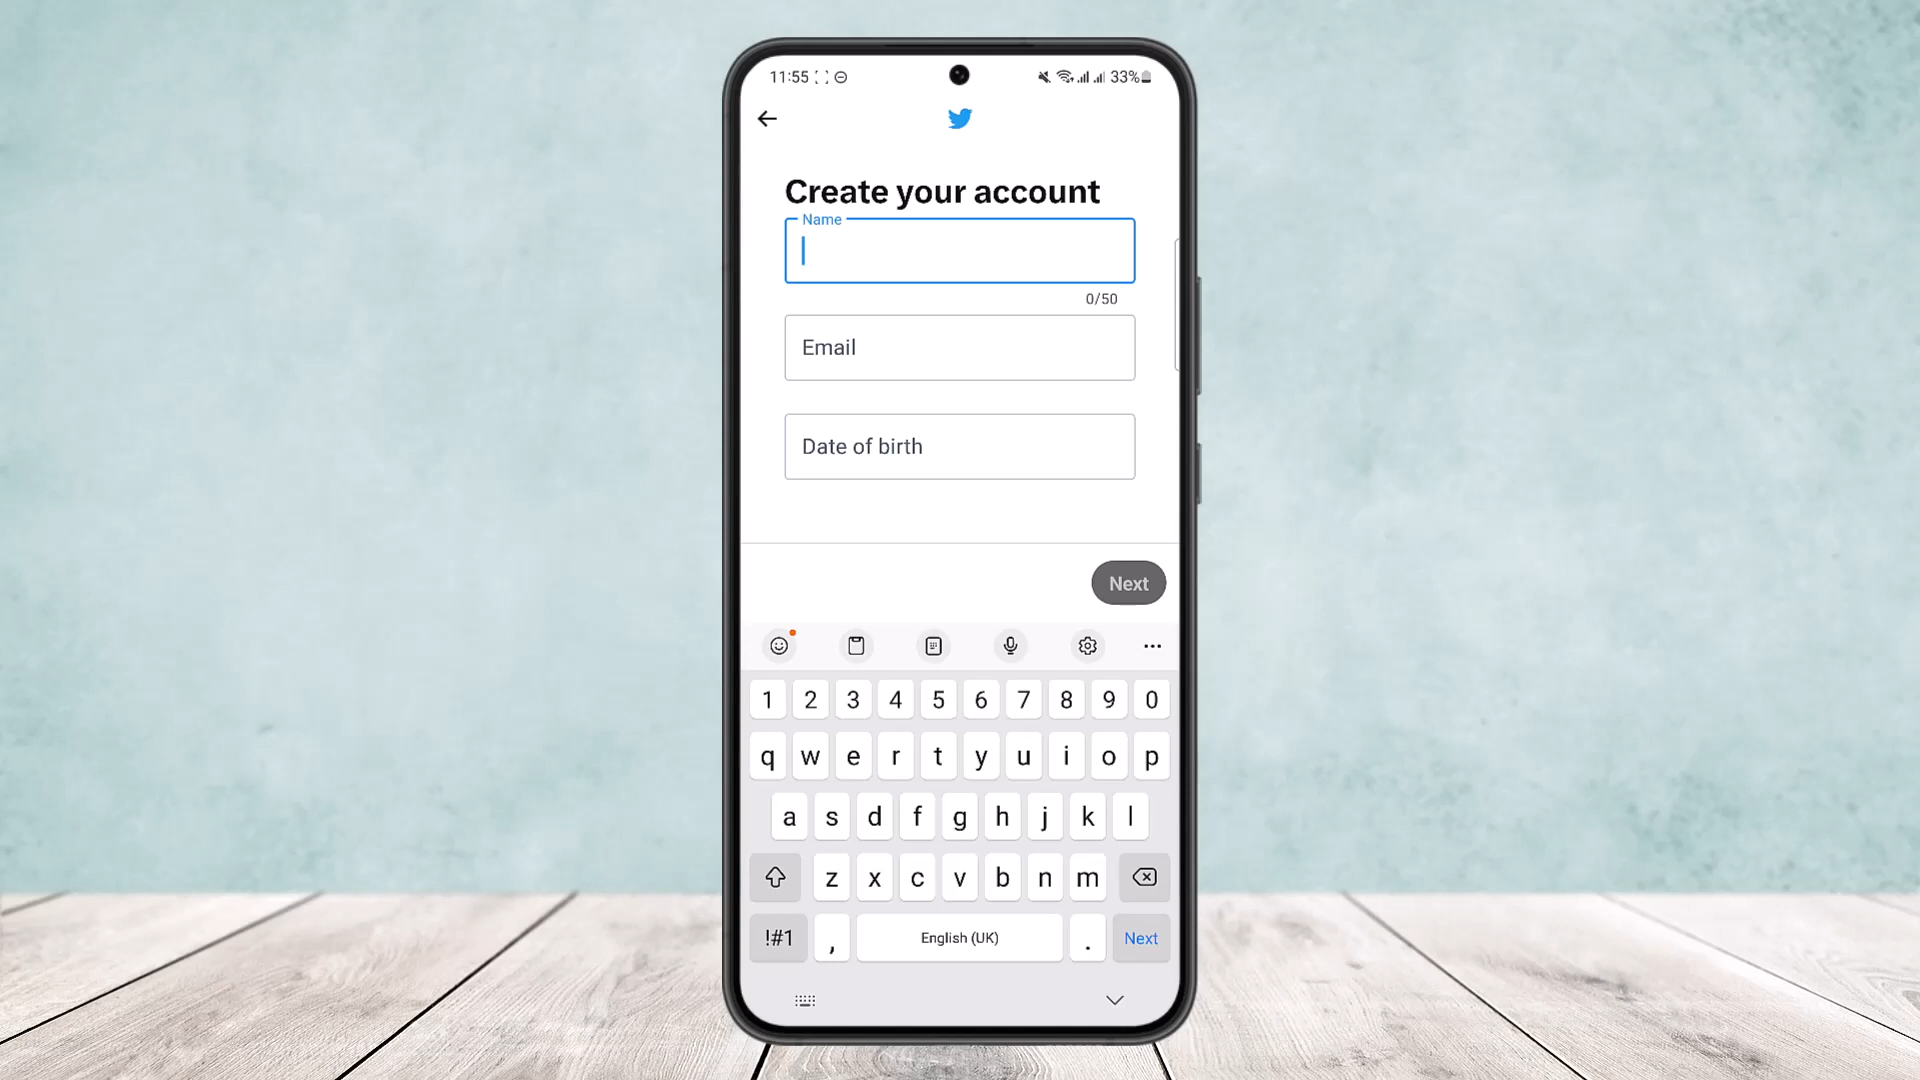 11:55 33%
Create your account
Name
0/50
Email
Date of birth
Next
1 2 3 4 5 6 7 8 9 0
q w e r t y u i o p
a s d f g h j k l
z x c v b n m
!#1 , English (UK) . Next